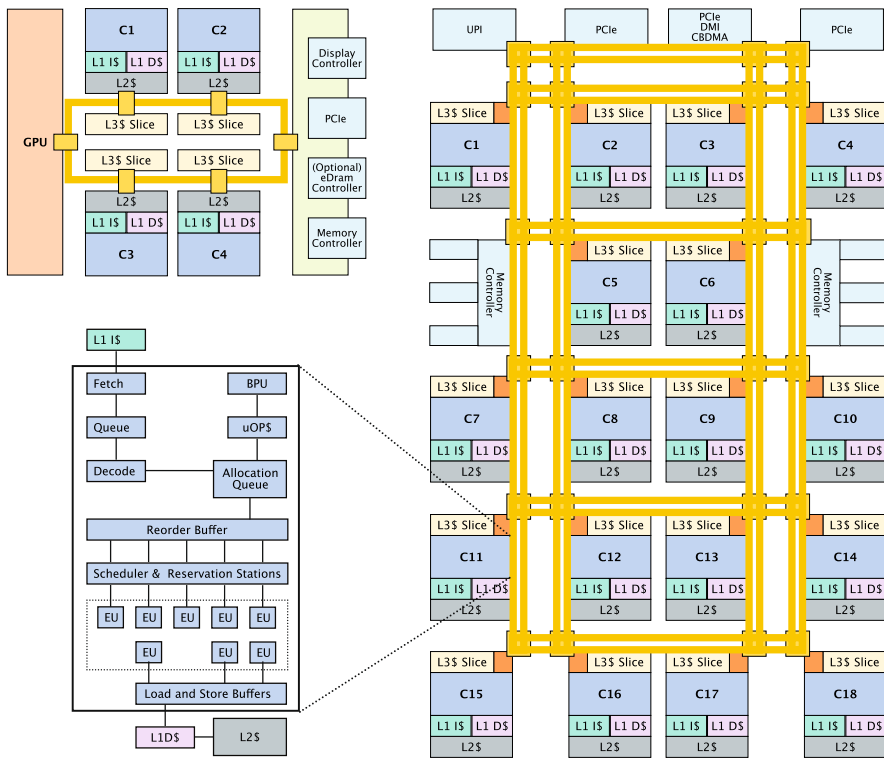 C1
C2
L1 I$
L1 D$
L1 I$
L1 D$
L2$
L2$
L3$ Slice
L3$ Slice
GPU
L3$ Slice
L3$ Slice
L2$
L2$
L1 I$
L1 D$
L1 I$
L1 D$
C3
C4
Display
Controller
PCIe
(Optional)
eDram
Controller
Memory
Controller
L1 I$
Fetch
BPU
Queue
uOP$
Decode
Allocation
Queue
Reorder Buffer
Scheduler & Reservation Stations
EU
EU
EU
EU
EU
EU
EU
EU
Load and Store Buffers
L1D$
L2$
UPI
PCIe
PCIe
DMI
CBDMA
PCIe
L3$ Slice
L3$ Slice
L3$ Slice
L3$ Slice
C1
C2
C3
C4
L1 I$
L1 D$
L1 I$
L1 D$
L1 I$
L1 D$
L1 I$
L1 D$
L2$
L2$
L2$
L2$
Memory
Controller
L3$ Slice
L3$ Slice
C5
C6
L1 I$
L1 D$
L1 I$
L1 D$
L2$
L2$
Memory
Controller
L3$ Slice
L3$ Slice
L3$ Slice
L3$ Slice
C7
C8
C9
C10
L1 I$
L1 D$
L1 I$
L1 D$
L1 I$
L1 D$
L1 I$
L1 D$
L2$
L2$
L2$
L2$
L3$ Slice
L3$ Slice
L3$ Slice
L3$ Slice
C11
C12
C13
C14
L1 I$
L1 D$
L1 I$
L1 D$
L1 I$
L1 D$
L1 I$
L1 D$
L2$
L2$
L2$
L2$
L3$ Slice
L3$ Slice
L3$ Slice
L3$ Slice
C15
C16
C17
C18
L1 I$
L1 D$
L1 I$
L1 D$
L1 I$
L1 D$
L1 I$
L1 D$
L2$
L2$
L2$
L2$